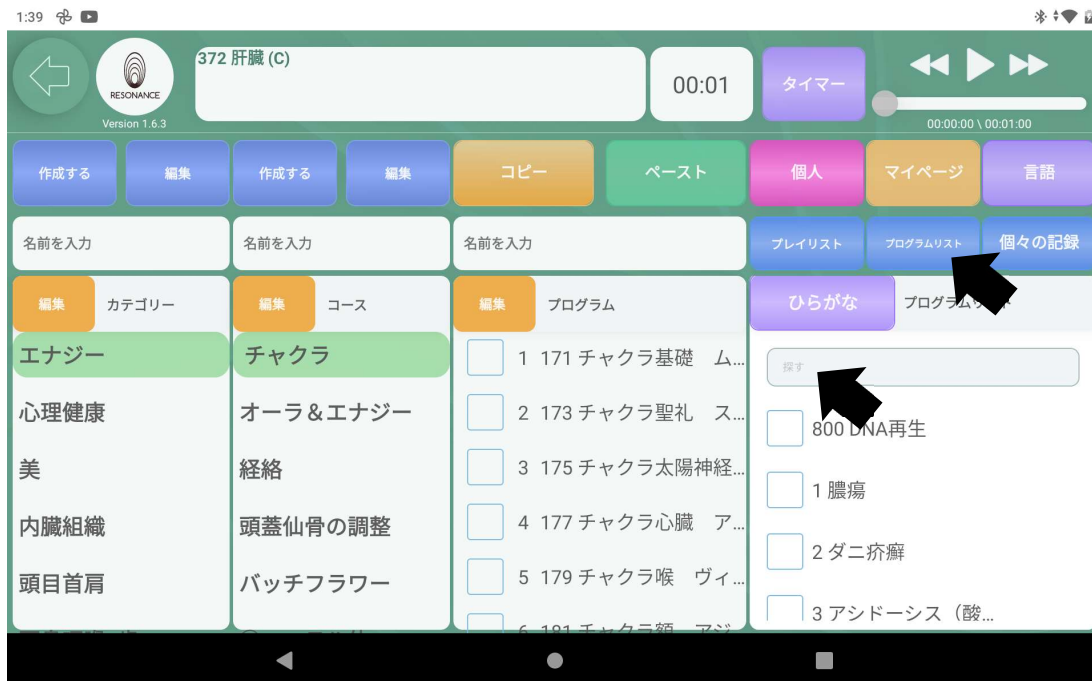 1:39
372 肝臓 (C)
RESONANCE
Version 1.6.3
00:01
タイマー
00:00:00 \ 00:01:00
作成する 編集 作成する 編集 コピー ペースト 個人 マイページ 言語
名前を入力 名前を入力 名前を入力 プレイリスト プログラムリスト 個々の記録
編集 カテゴリー 編集 コース 編集 プログラム ひらがな
エナジー チャクラ 1 171 チャクラ基礎 ム... 探す
心理健康 オーラ＆エナジー 2 173 チャクラ聖礼 ス... 800 DNA再生
美 経絡 3 175 チャクラ太陽神経... 1 膿瘍
内臓組織 頭蓋仙骨の調整 4 177 チャクラ心臓 ア... 2 ダニ疥癬
頭目首肩 バッチフラワー 5 179 チャクラ喉 ヴィ... 3 アシドーシス（酸...
6 181 チャクラ額 アジ